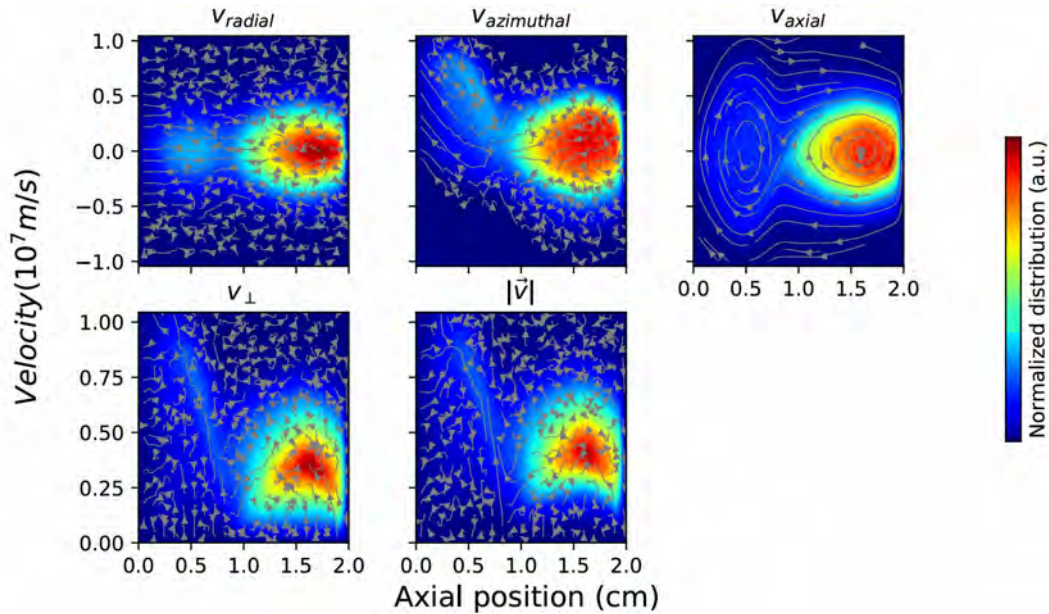 v_radial v_azimuthal v_axial
1.0
0.5
0.0
−0.5
−1.0
0.0 0.5 1.0 1.5 2.0
v_⊥ |v⃗|
1.00
0.75
0.50
0.25
0.00
0.0 0.5 1.0 1.5 2.0 0.0 0.5 1.0 1.5 2.0
Velocity(10^7 m/s)
Axial position (cm)
Normalized distribution (a.u.)